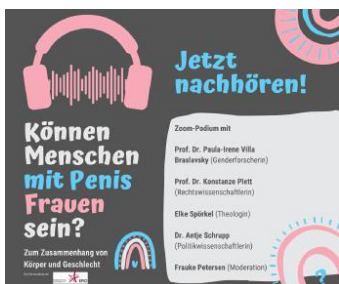 Jetzt
nachhören!
Können
Menschen
mit Penis
Frauen
sein?
Zum Zusammenhang von
Körper und Geschlecht
Zoom-Podium mit
Prof. Dr. Paula-Irene Villa
Braslavsky (Genderforscherin)
Prof. Dr. Konstanze Plett
(Rechtswissenschaftlerin)
Elke Spörkel (Theologin)
Dr. Antje Schrupp
(Politikwissenschaftlerin)
Frauke Petersen (Moderation)
?